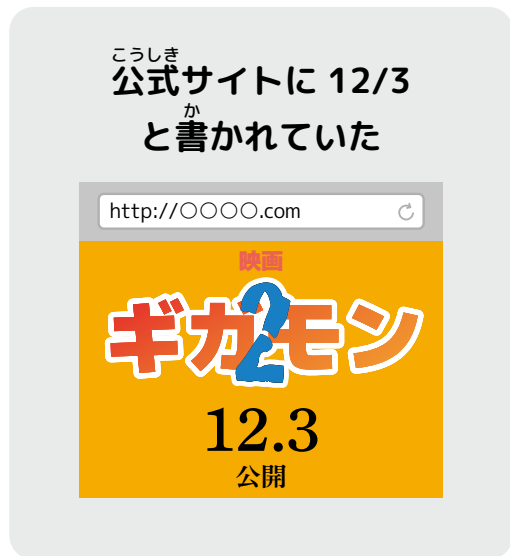 こうしき
公式サイトに 12/3
か
と書かれていた
http://〇〇〇〇.com
映画
ギガモン2
12.3
公開